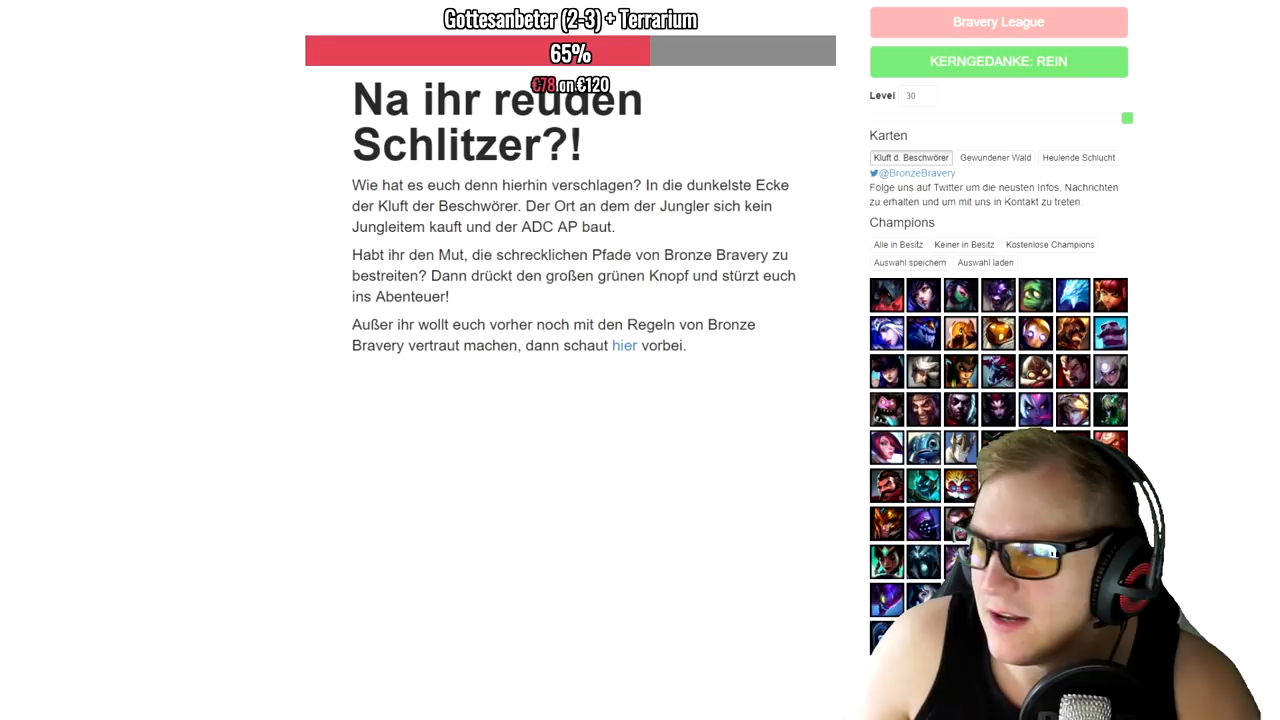 Gottesanbeter (2-3) + Terrarium
65%
€78 on €120
Na ihr reuden
Schlitzer?!
Wie hat es euch denn hierhin verschlagen? In die dunkelste Ecke
der Kluft der Beschwörer. Der Ort an dem der Jungler sich kein
Jungleitem kauft und der ADC AP baut.
Habt ihr den Mut, die schrecklichen Pfade von Bronze Bravery zu
bestreiten? Dann drückt den großen grünen Knopf und stürzt euch
ins Abenteuer!
Außer ihr wollt euch vorher noch mit den Regeln von Bronze
Bravery vertraut machen, dann schaut hier vorbei.
Bravery League
KERNGEDANKE: REIN
Level 30
Karten
Kluft d. Beschwörer Gewundener Wald Heulende Schlucht
@BronzeBravery
Folge uns auf Twitter um die neusten Infos, Nachrichten
zu erhalten und um mit uns in Kontakt zu treten.
Champions
Alle in Besitz Keiner in Besitz Kostenlose Champions
Auswahl speichern Auswahl laden